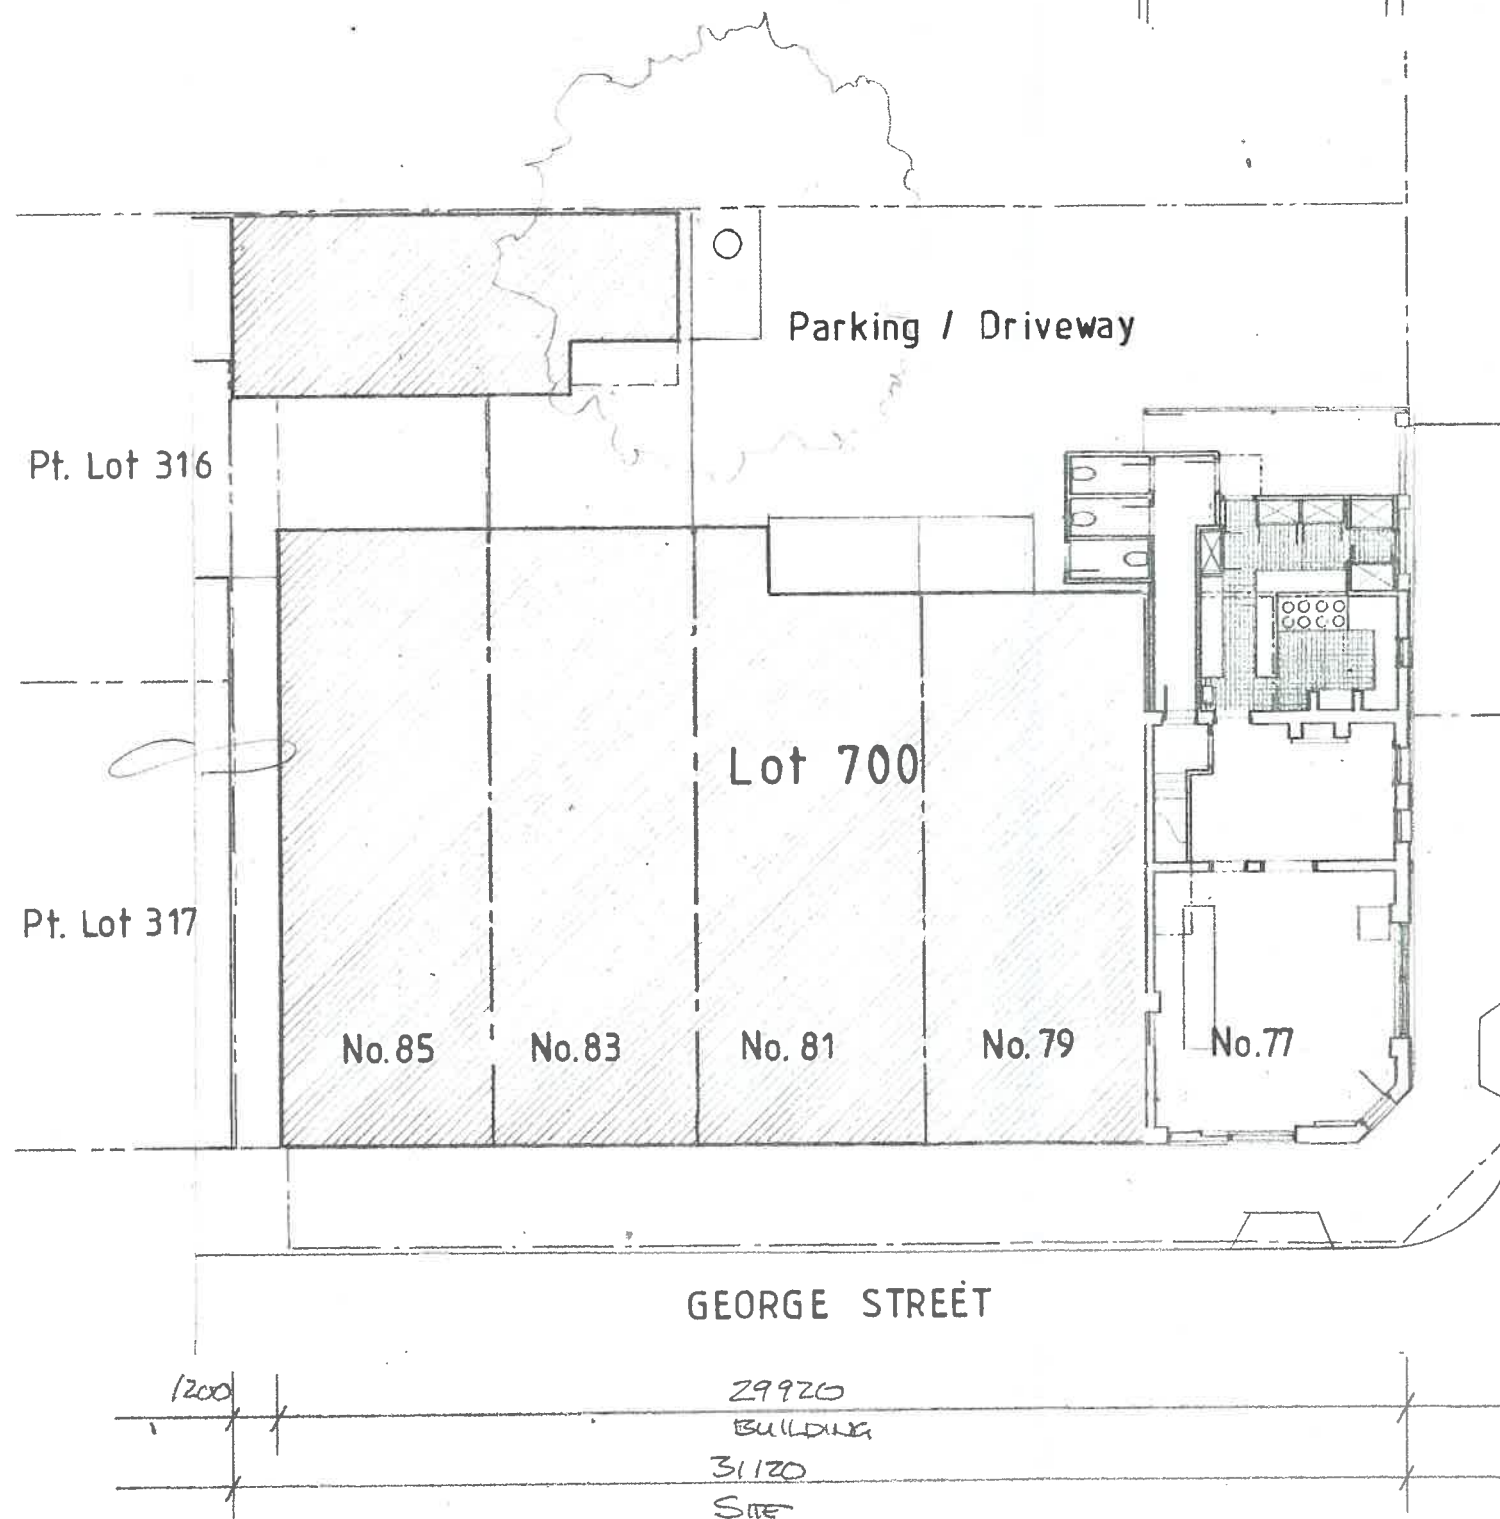 Parking / Driveway
Pt. Lot 316
Lot 700
Pt. Lot 317
No.85
No.83
No. 81
No. 79
No.77
GEORGE STREET
1200
29920
BUILDING
31120
SITE